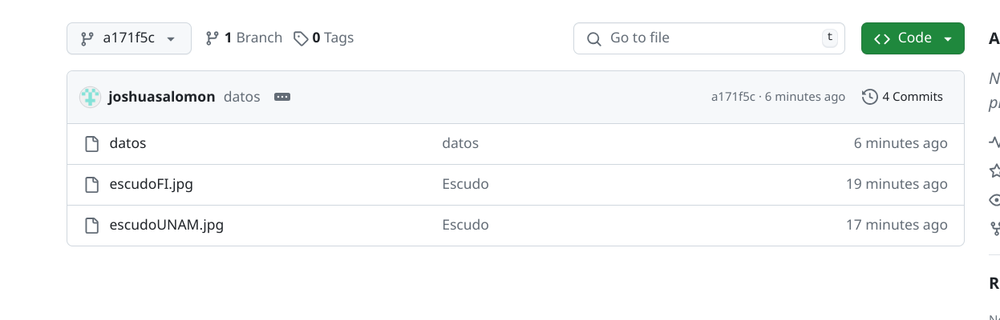 a171f5c 1 Branch 0 Tags Go to file t Code
joshuasalomon datos a171f5c · 6 minutes ago 4 Commits
datos datos 6 minutes ago
escudoFI.jpg Escudo 19 minutes ago
escudoUNAM.jpg Escudo 17 minutes ago